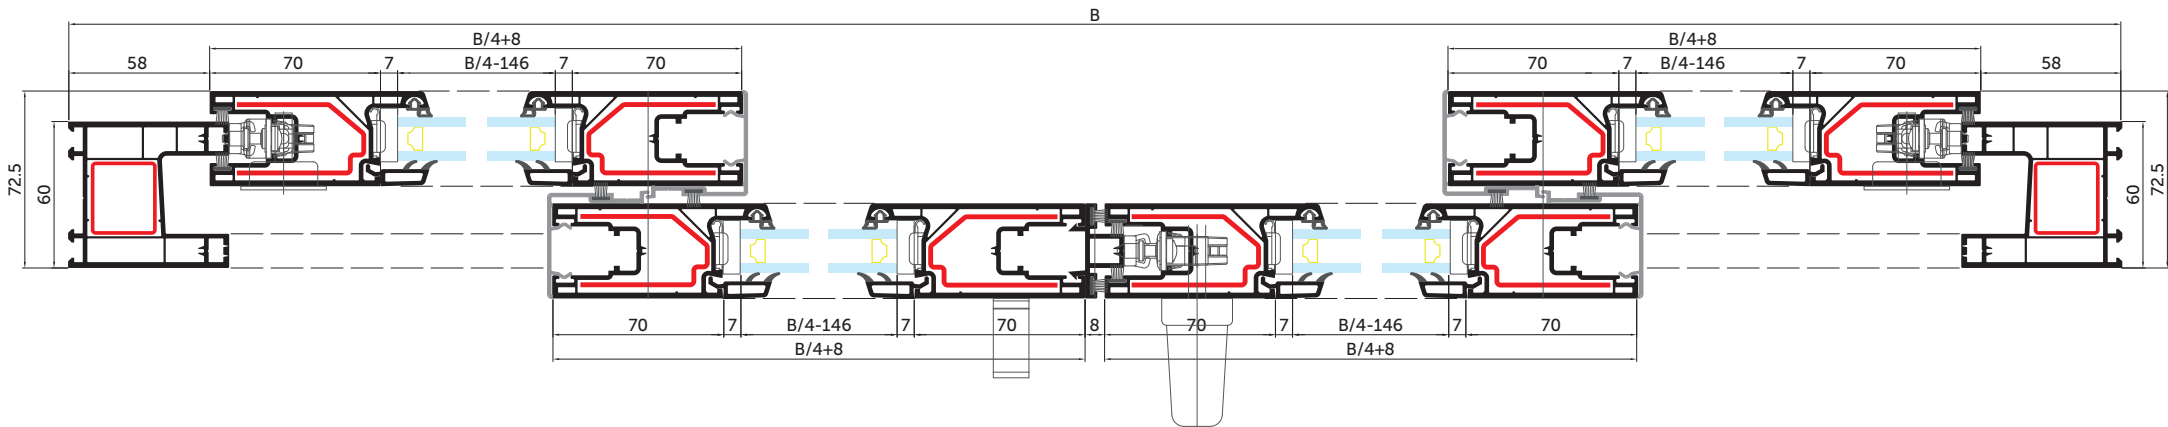 B
B/4+8 B/4+8
58 70 7 B/4-146 7 70 70 7 B/4-146 7 70 58
72.5 60 60 72.5
70 7 B/4-146 7 70 8 70 7 B/4-146 7 70
B/4+8 B/4+8